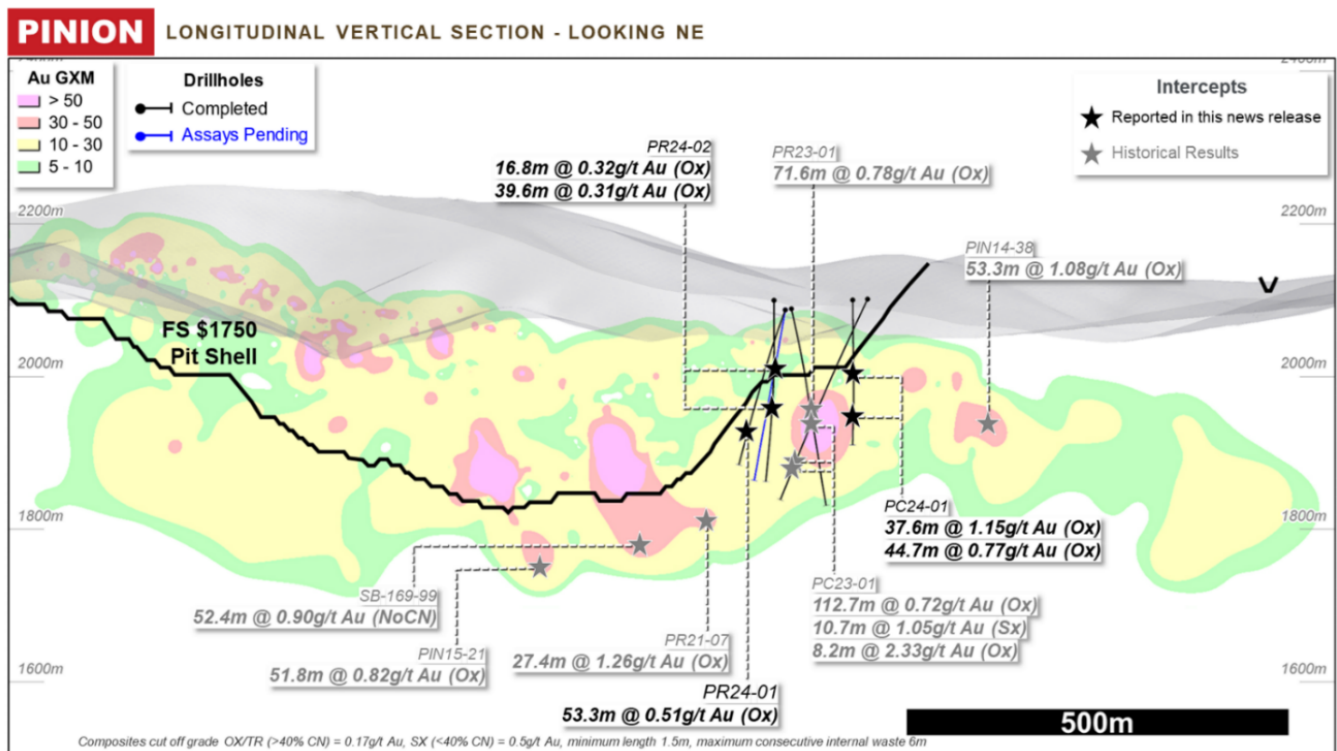 PINION LONGITUDINAL VERTICAL SECTION - LOOKING NE
Au GXM
> 50
30 - 50
10 - 30
5 - 10
Drillholes
Completed
Assays Pending
Intercepts
Reported in this news release
Historical Results
2400m
PR24-02
16.8m @ 0.32g/t Au (Ox)
39.6m @ 0.31g/t Au (Ox)
PR23-01
71.6m @ 0.78g/t Au (Ox)
2200m
2200m
PIN14-38
53.3m @ 1.08g/t Au (Ox)
FS $1750
Pit Shell
2000m
2000m
1800m
1800m
PC24-01
37.6m @ 1.15g/t Au (Ox)
44.7m @ 0.77g/t Au (Ox)
SB-169-99
52.4m @ 0.90g/t Au (NoCN)
PC23-01
112.7m @ 0.72g/t Au (Ox)
10.7m @ 1.05g/t Au (Sx)
8.2m @ 2.33g/t Au (Ox)
PIN15-21
51.8m @ 0.82g/t Au (Ox)
PR21-07
27.4m @ 1.26g/t Au (Ox)
1600m
1600m
PR24-01
53.3m @ 0.51g/t Au (Ox)
500m
Composites cut off grade OX/TR (>40% CN) = 0.17g/t Au, SX (<40% CN) = 0.5g/t Au, minimum length 1.5m, maximum consecutive internal waste 6m